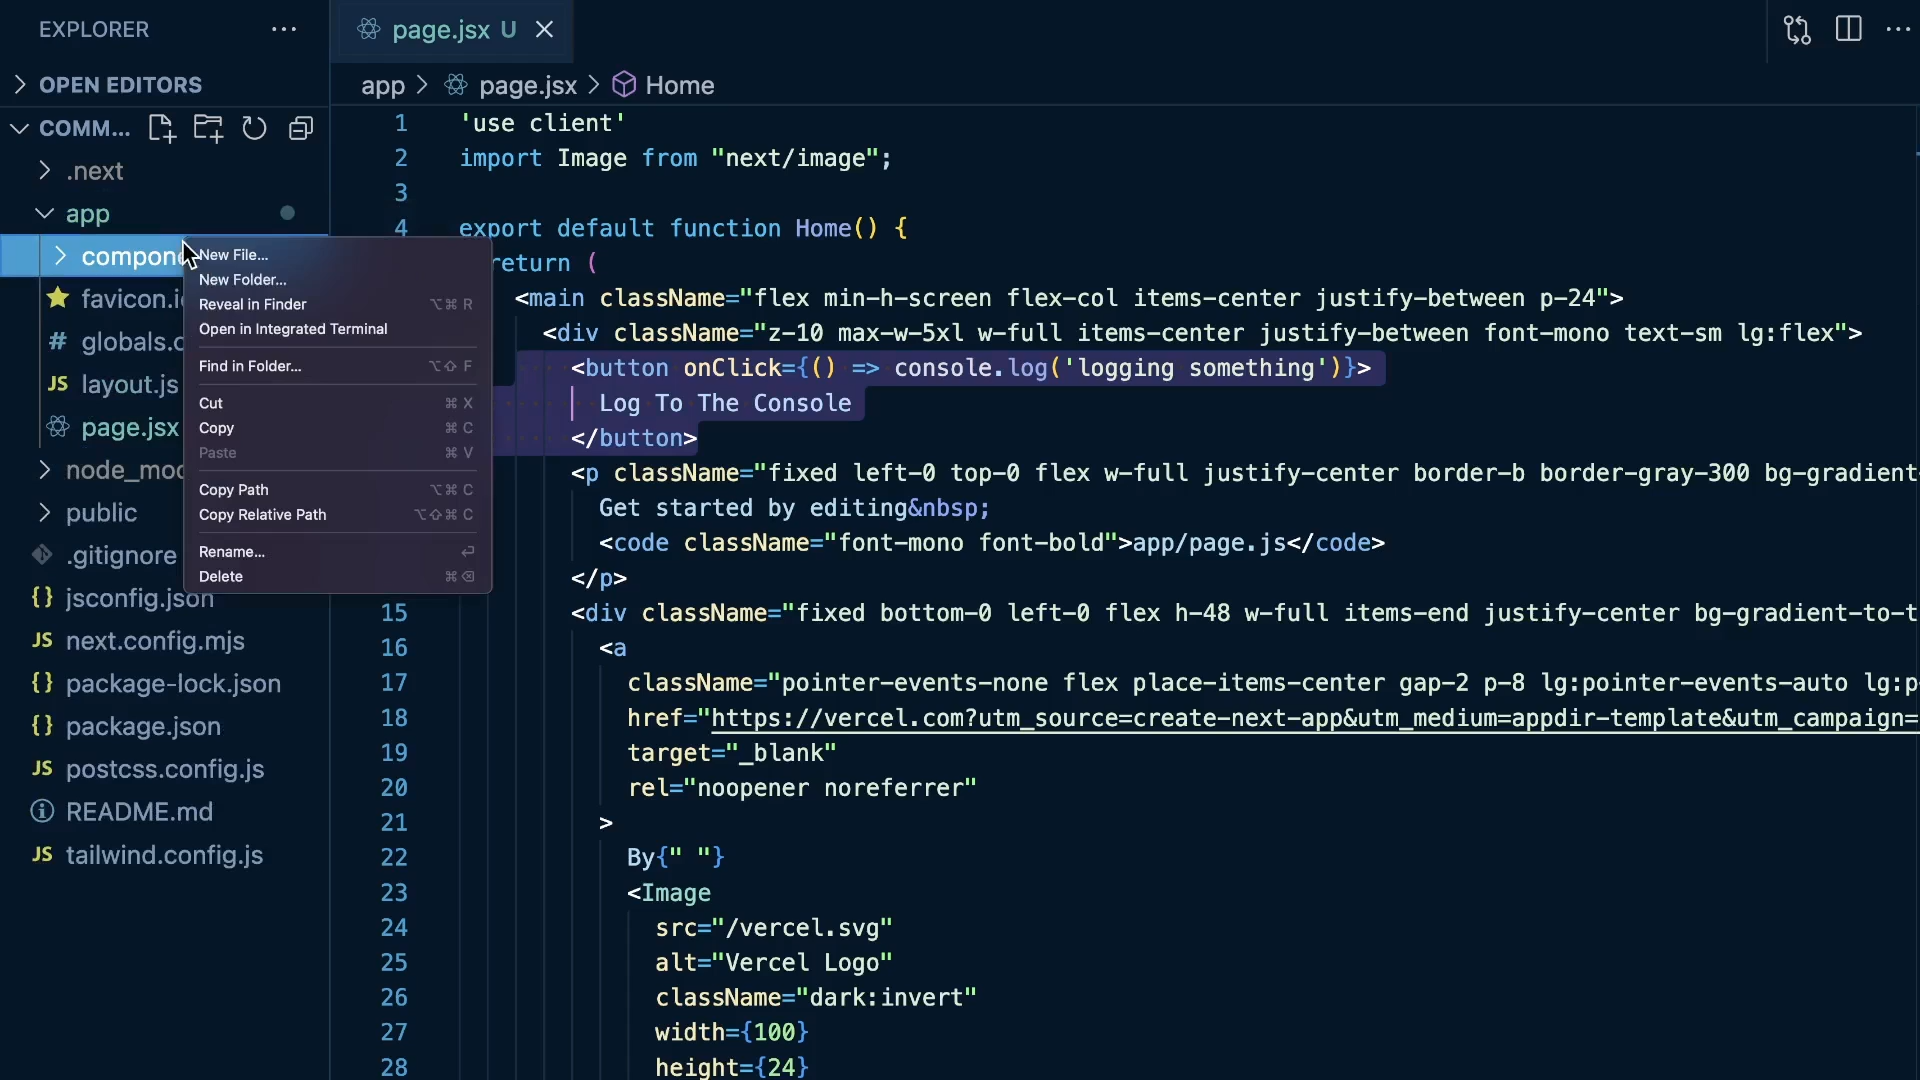 EXPLORER
OPEN EDITORS
COMM...
.next
app
compon
favicon.i
globals.c
layout.js
page.jsx
node_mod
public
.gitignore
jsconfig.json
next.config.mjs
package-lock.json
package.json
postcss.config.js
README.md
tailwind.config.js
New File...
New Folder...
Reveal in Finder ⌥⌘ R
Open in Integrated Terminal
Find in Folder... ⌥⇧ F
Cut ⌘ X
Copy ⌘ C
Paste ⌘ V
Copy Path ⌥⌘ C
Copy Relative Path ⌥⇧⌘ C
Rename... ⏎
Delete ⌘ ⌫
page.jsx U
app > page.jsx > Home
1 'use client'
2 import Image from "next/image";
3
4 export default function Home() {
return (
<main className="flex min-h-screen flex-col items-center justify-between p-24">
<div className="z-10 max-w-5xl w-full items-center justify-between font-mono text-sm lg:flex">
<button onClick={() => console.log('logging something')}>
Log To The Console
</button>
<p className="fixed left-0 top-0 flex w-full justify-center border-b border-gray-300 bg-gradient-
Get started by editing&nbsp;
<code className="font-mono font-bold">app/page.js</code>
</p>
15 <div className="fixed bottom-0 left-0 flex h-48 w-full items-end justify-center bg-gradient-to-t
16 <a
17 className="pointer-events-none flex place-items-center gap-2 p-8 lg:pointer-events-auto lg:p
18 href="https://vercel.com?utm_source=create-next-app&utm_medium=appdir-template&utm_campaign=
19 target="_blank"
20 rel="noopener noreferrer"
21 >
22 By{" "}
23 <Image
24 src="/vercel.svg"
25 alt="Vercel Logo"
26 className="dark:invert"
27 width={100}
28 height={24}